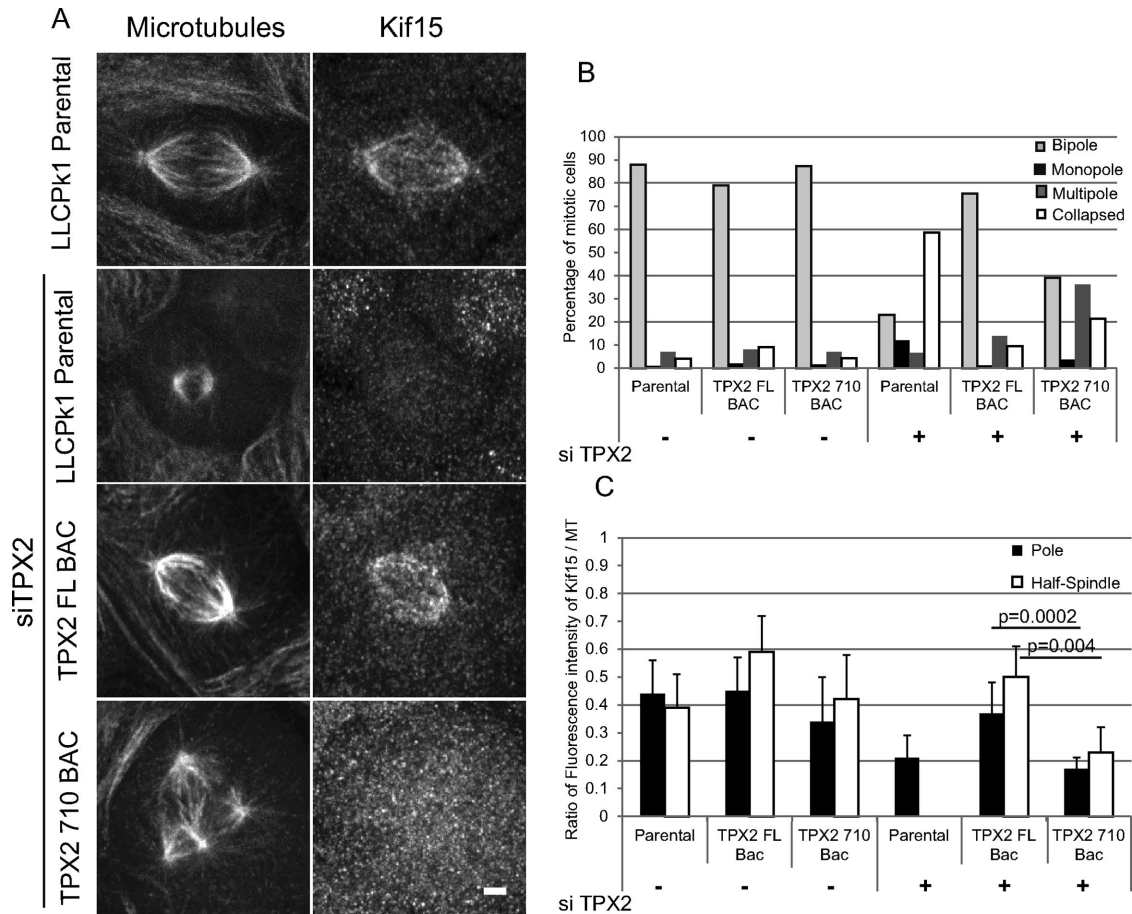 A
Microtubules
Kif15
LLCPk1 Parental
siTPX2
LLCPk1 Parental
TPX2 FL BAC
TPX2 710 BAC
B
Percentage of mitotic cells
100
90
80
70
60
50
40
30
20
10
0
Bipole
Monopole
Multipole
Collapsed
Parental
TPX2 FL
BAC
TPX2 710
BAC
Parental
TPX2 FL
BAC
TPX2 710
BAC
- - - + + +
si TPX2
C
Ratio of Fluorescence intensity of Kif15 / MT
1
0.9
0.8
0.7
0.6
0.5
0.4
0.3
0.2
0.1
0
Pole
Half-Spindle
p=0.0002
p=0.004
Parental
TPX2 FL
Bac
TPX2 710
Bac
Parental
TPX2 FL
Bac
TPX2 710
Bac
- - - + + +
si TPX2